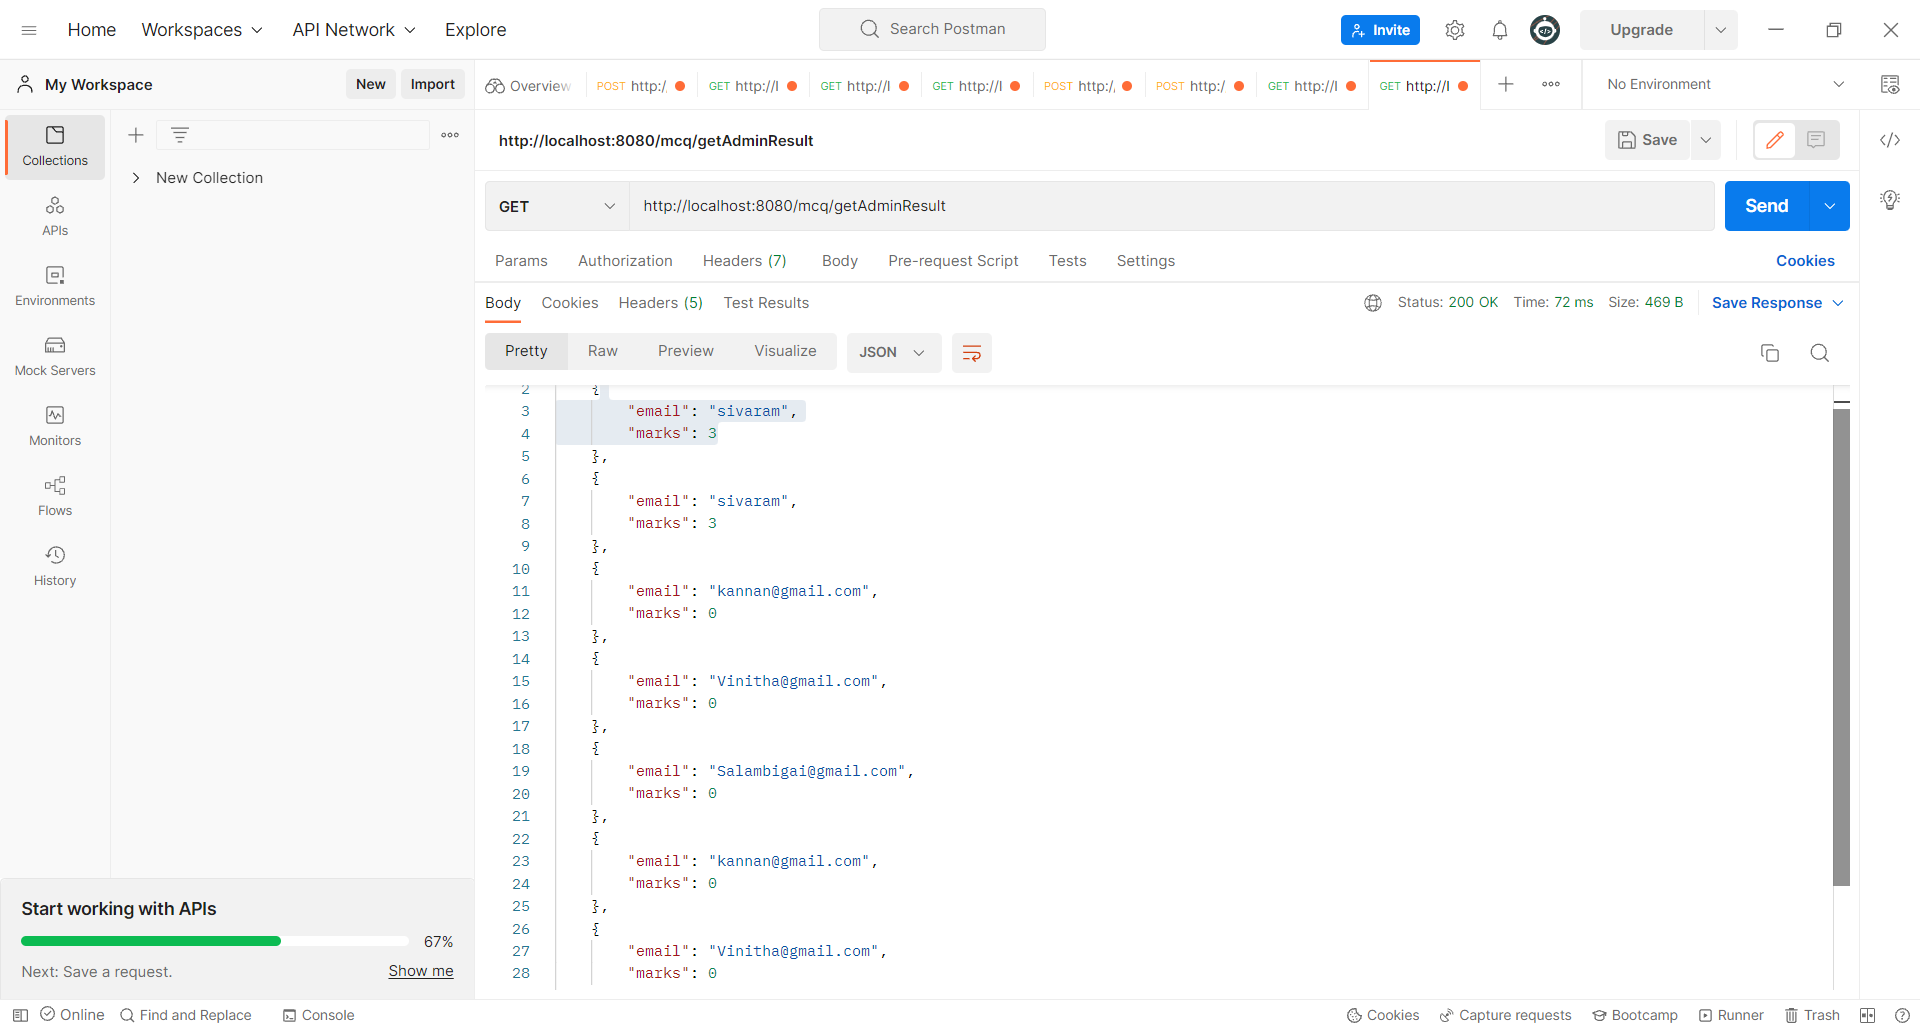 Home Workspaces API Network Explore Search Postman Invite Upgrade
My Workspace New Import Overview POST http:/ GET http://l GET http://l GET http://l POST http:/ POST http:/ GET http://l GET http://l No Environment
http://localhost:8080/mcq/getAdminResult Save
Collections
New Collection
APIs
Environments
Mock Servers
Monitors
Flows
History
GET http://localhost:8080/mcq/getAdminResult Send
Params Authorization Headers (7) Body Pre-request Script Tests Settings Cookies
Body Cookies Headers (5) Test Results Status: 200 OK Time: 72 ms Size: 469 B Save Response
Pretty Raw Preview Visualize JSON
2 {
3 "email": "sivaram",
4 "marks": 3
5 },
6 {
7 "email": "sivaram",
8 "marks": 3
9 },
10 {
11 "email": "kannan@gmail.com",
12 "marks": 0
13 },
14 {
15 "email": "Vinitha@gmail.com",
16 "marks": 0
17 },
18 {
19 "email": "Salambigai@gmail.com",
20 "marks": 0
21 },
22 {
23 "email": "kannan@gmail.com",
24 "marks": 0
25 },
26 {
27 "email": "Vinitha@gmail.com",
28 "marks": 0
Start working with APIs
67%
Next: Save a request. Show me
Online Find and Replace Console Cookies Capture requests Bootcamp Runner Trash